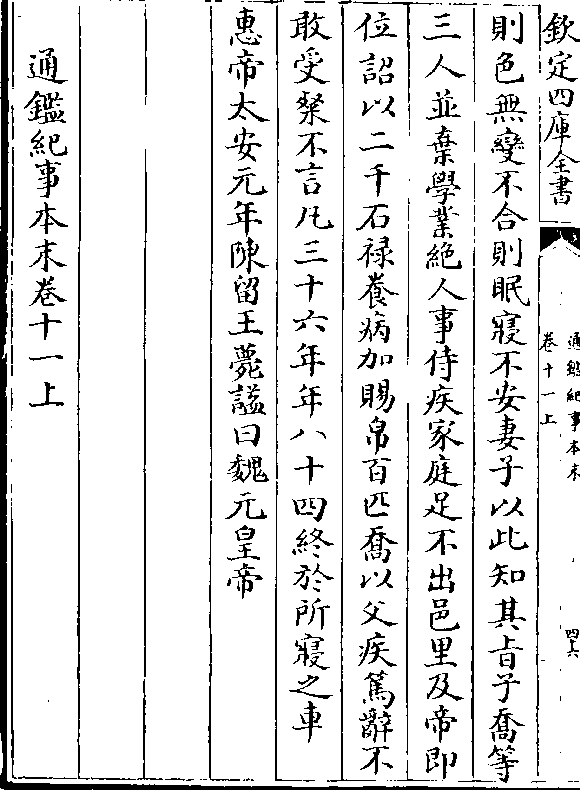 欽定四庫全書
通鑑紀事本末
卷十一上
四六
則色無變不合則眠寢不安妻子以此知其㫖子喬等
三人並棄學業絕人事侍疾家庭足不出邑里及帝即
位詔以二千石祿養病加賜帛百匹喬以父疾篤辭不
敢受粲不言凡三十六年年八十四終於所寢之車
惠帝太安元年陳留王薨諡曰魏元皇帝
通鑑紀事本末卷十一上